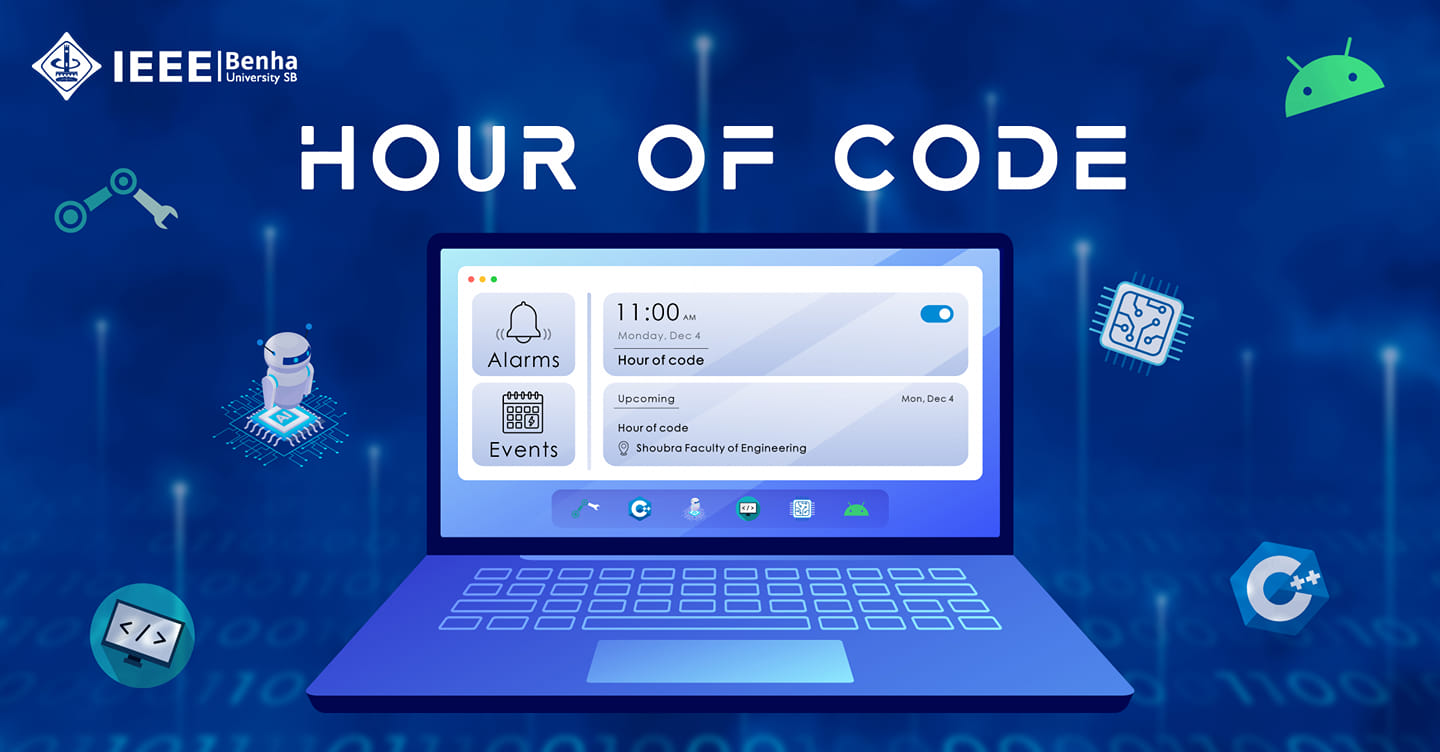 IEEE | Benha
University SB
HOUR OF CODE
11:00 AM
Monday, Dec 4
Hour of code
Alarms
Upcoming
Mon, Dec 4
Hour of code
Shoubra Faculty of Engineering
Events
AI
</>
C++
C++
</>